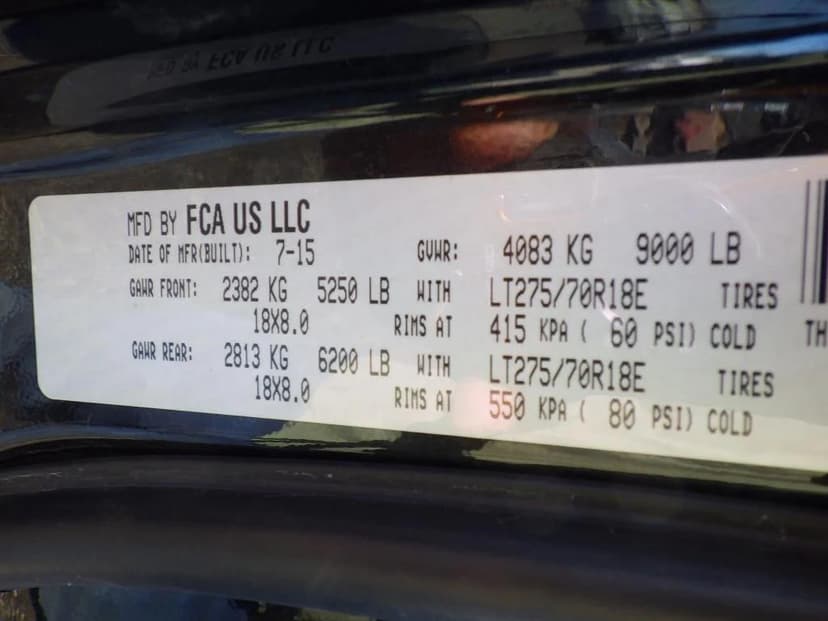 MFD BY FCA US LLC
DATE OF MFR(BUILT): 7-15 GVWR: 4083 KG 9000 LB
GAWR FRONT: 2382 KG 5250 LB WITH LT275/70R18E TIRES
18X8.0 RIMS AT 415 KPA ( 60 PSI) COLD TH
GAWR REAR: 2813 KG 6200 LB WITH LT275/70R18E TIRES
18X8.0 RIMS AT 550 KPA ( 80 PSI) COLD